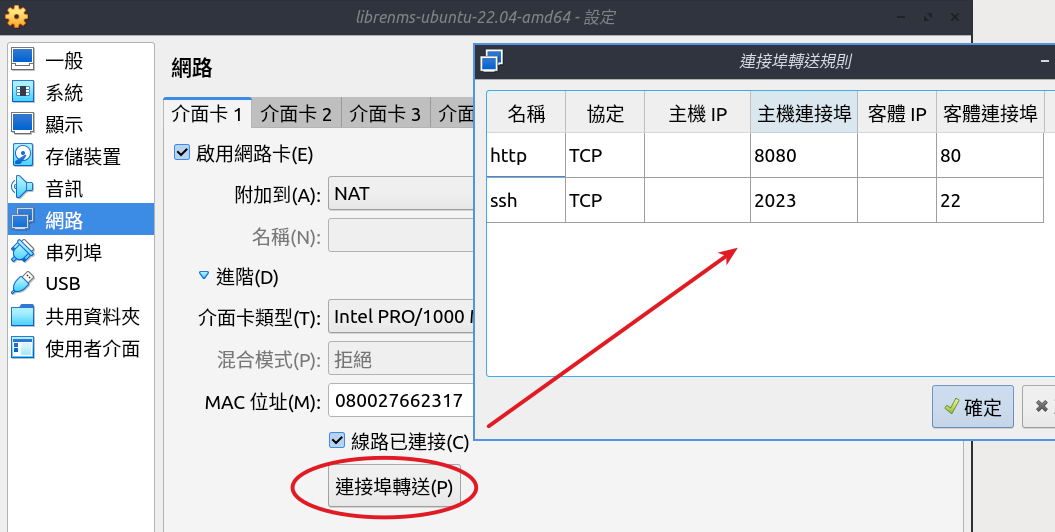 librenms-ubuntu-22.04-amd64 - 設定
一般
系統
顯示
存儲裝置
音訊
網路
串列埠
USB
共用資料夾
使用者介面
網路
介面卡 1 介面卡 2 介面卡 3 介面
啟用網路卡(E)
附加到(A): NAT
名稱(N):
進階(D)
介面卡類型(T): Intel PRO/1000
混合模式(P): 拒絕
MAC 位址(M): 080027662317
線路已連接(C)
連接埠轉送(P)
連接埠轉送規則
名稱 協定 主機 IP 主機連接埠 客體 IP 客體連接埠
http TCP 8080 80
ssh TCP 2023 22
確定